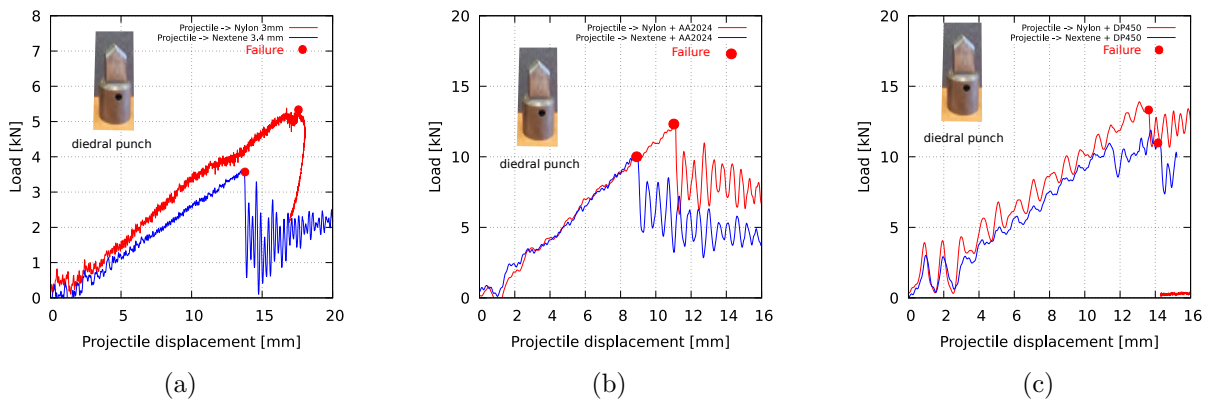 8
7
6
5
4
3
2
1
0
Load [kN]
Projectile -> Nylon 3mm
Projectile -> Nextene 3.4 mm
Failure
diedral punch
0 5 10 15 20
Projectile displacement [mm]
(a)
20
15
10
5
0
Load [kN]
Projectile -> Nylon + AA2024
Projectile -> Nextene + AA2024
Failure
diedral punch
0 2 4 6 8 10 12 14 16
Projectile displacement [mm]
(b)
20
15
10
5
0
Load [kN]
Projectile -> Nylon + DP450
Projectile -> Nextene + DP450
Failure
diedral punch
0 2 4 6 8 10 12 14 16
Projectile displacement [mm]
(c)